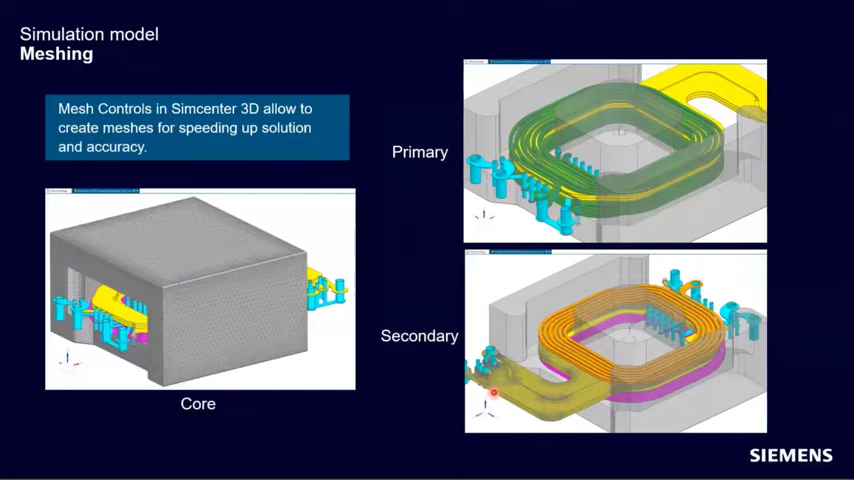 Simulation model
Meshing
Mesh Controls in Simcenter 3D allow to
create meshes for speeding up solution
and accuracy.
Primary
Secondary
Core
SIEMENS